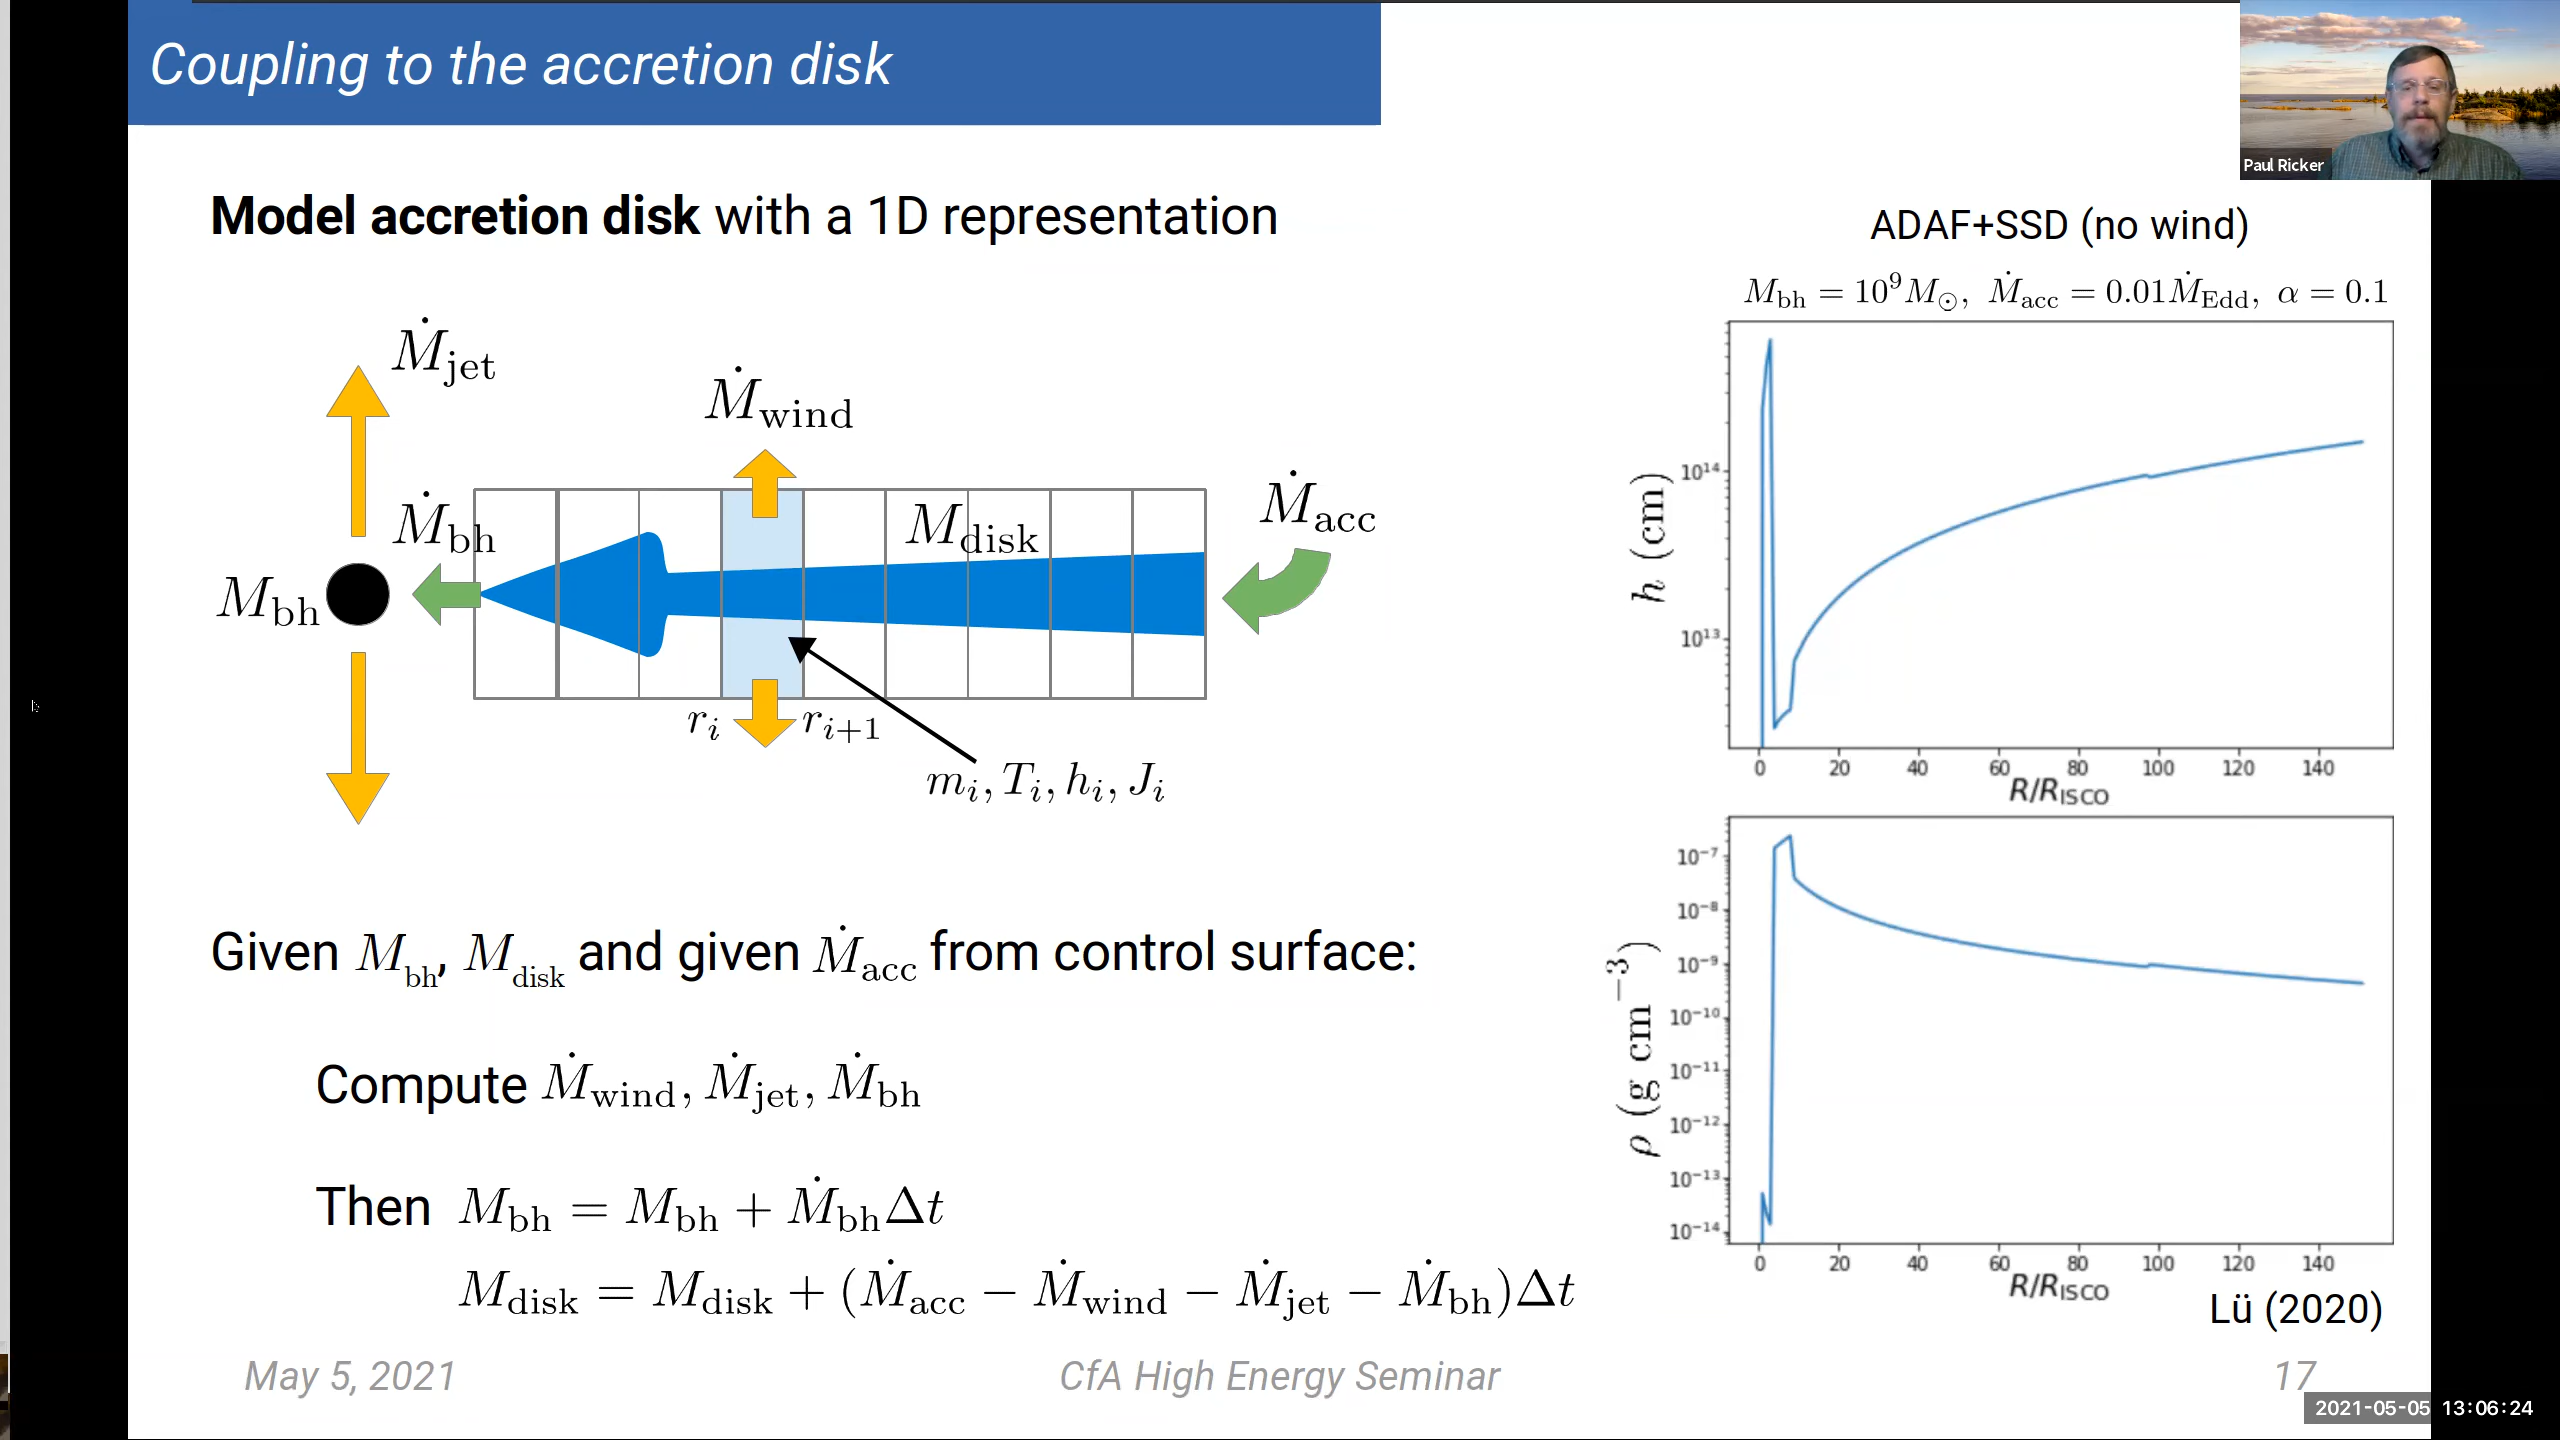 Coupling to the accretion disk
Paul Ricker
Model accretion disk with a 1D representation
Ṁ_jet
Ṁ_wind
Ṁ_bh
M_disk
Ṁ_acc
M_bh
r_i
r_{i+1}
m_i, T_i, h_i, J_i
Given M_bh, M_disk and given Ṁ_acc from control surface:
Compute Ṁ_wind, Ṁ_jet, Ṁ_bh
Then M_bh = M_bh + Ṁ_bh Δt
M_disk = M_disk + (Ṁ_acc − Ṁ_wind − Ṁ_jet − Ṁ_bh)Δt
ADAF+SSD (no wind)
M_bh = 10^9 M_⊙, Ṁ_acc = 0.01Ṁ_Edd, α = 0.1
h (cm)
10^14
10^13
0 20 40 60 80 100 120 140
R/R_ISCO
ρ (g cm^−3)
10^−7
10^−8
10^−9
10^−10
10^−11
10^−12
10^−13
10^−14
0 20 40 60 80 100 120 140
R/R_ISCO
Lü (2020)
May 5, 2021
CfA High Energy Seminar
17
2021-05-05 13:06:24